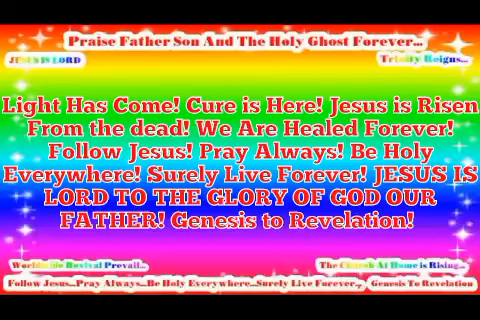 Praise Father Son And The Holy Ghost Forever...
JESUS IS LORD
Trinity Reigns...
Light Has Come! Cure is Here! Jesus is Risen
From the dead! We Are Healed Forever!
Follow Jesus! Pray Always! Be Holy
Everywhere! Surely Live Forever! JESUS IS
LORD TO THE GLORY OF GOD OUR
FATHER! Genesis to Revelation!
Worldwide Revival Prevail...
The Church At Home is Rising...
Follow Jesus...Pray Always...Be Holy Everywhere...Surely Live Forever...
Genesis To Revelation